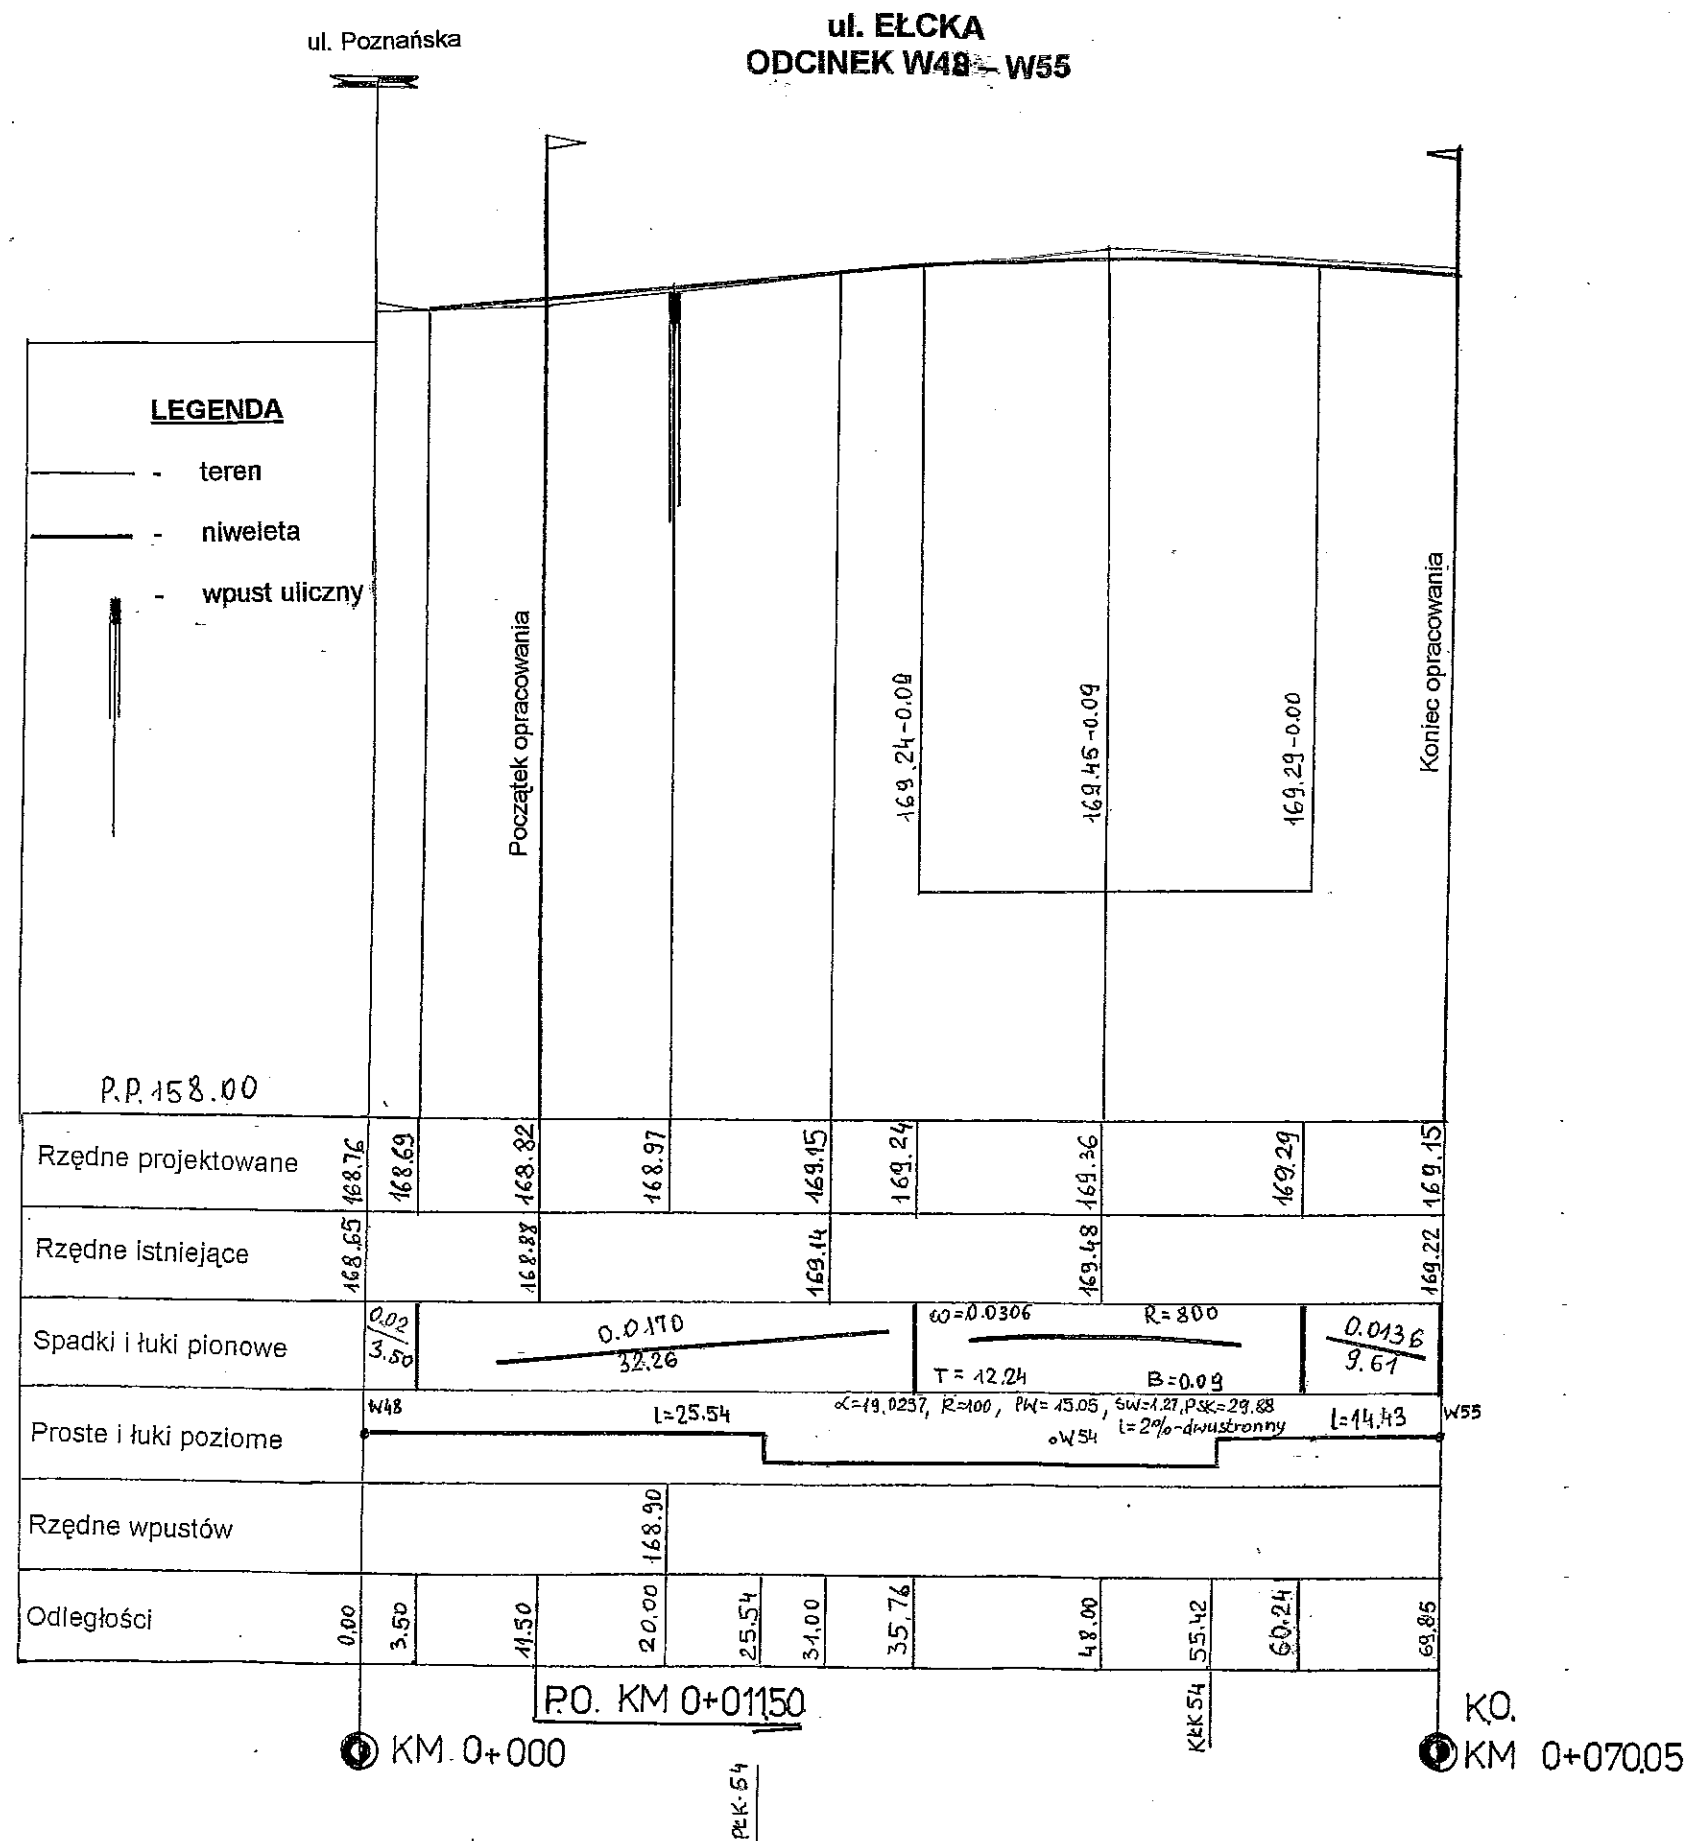 ul. Poznańska
ul. EŁCKA
ODCINEK W48 – W55
LEGENDA
- teren
- niweleta
- wpust uliczny
Początek opracowania
169.24-0.00
169.45-0.09
169.29-0.00
Koniec opracowania
P.P. 158.00
Rzędne projektowane 168.76 168.69 168.82 168.97 169.15 169.24 169.36 169.29 169.15
Rzędne istniejące 168.65 168.88 169.14 169.48 169.22
Spadki i łuki pionowe
0.02
3.50
0.0170
32.26
ω=0.0306 R=800
T=12.24 B=0.09
0.0136
9.61
Proste i łuki poziome
W48 l=25.54
α=19,0257, R=100, PW=15.05, SW=1.27, PSK=29.88
oW54 i=2%-dwustronny
l=14.43 W55
Rzędne wpustów 168.90
Odległości 0,00 3.50 11.50 20,00 25.54 31,00 35,76 48.00 55.42 60.24 69,85
P.O. KM 0+011,50
KM. 0+000
PŁK-54
KŁK54
K.O.
KM 0+070.05